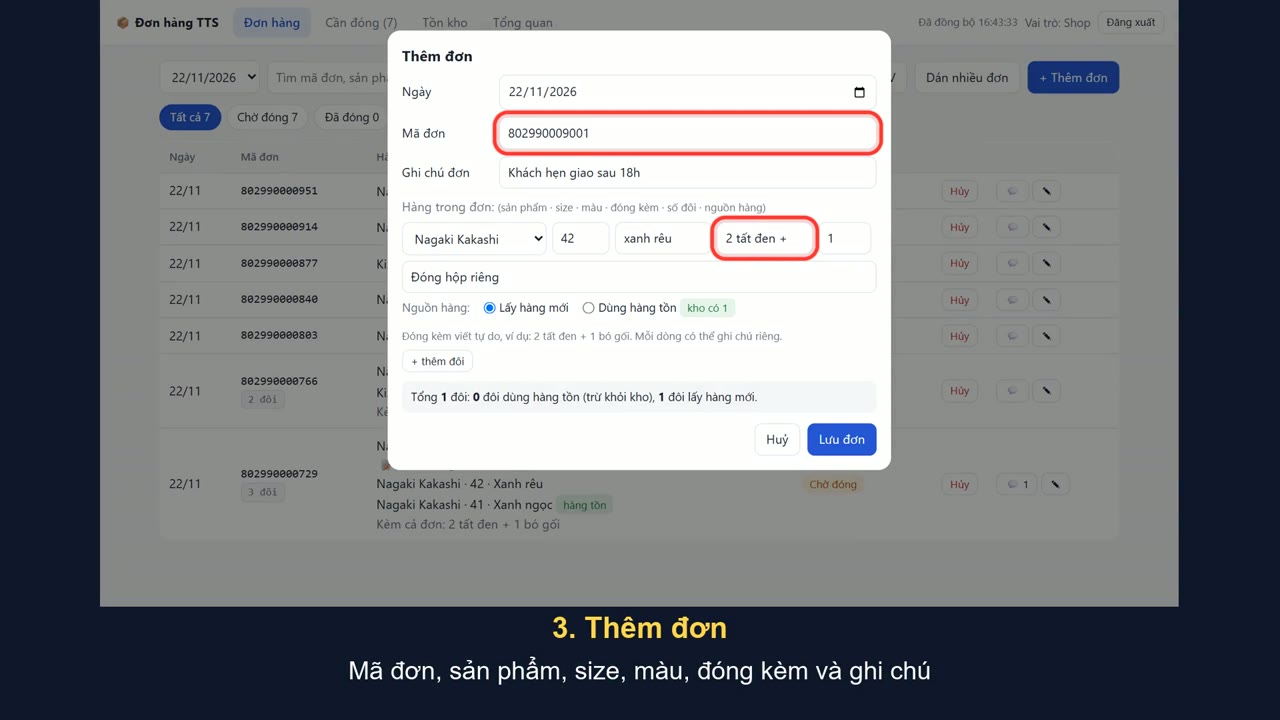 Đơn hàng TTS Đơn hàng Cần đóng (7) Tồn kho Tổng quan Đã đồng bộ 16:43:33 Vai trò: Shop Đăng xuất
22/11/2026 Tìm mã đơn, sản Dán nhiều đơn + Thêm đơn
Tất cả 7 Chờ đóng 7 Đã đóng 0
Ngày Mã đơn
22/11 802990000951 Hủy
22/11 802990000914 Hủy
22/11 802990000877 Hủy
22/11 802990000840 Hủy
22/11 802990000803 Hủy
22/11 802990000766 Hủy
2 đôi
22/11 802990000729 Chờ đóng Hủy 1
3 đôi
Nagaki Kakashi · 42 · Xanh rêu
Nagaki Kakashi · 41 · Xanh ngọc hàng tồn
Kèm cả đơn: 2 tất đen + 1 bó gối
Thêm đơn
Ngày 22/11/2026
Mã đơn 802990009001
Ghi chú đơn Khách hẹn giao sau 18h
Hàng trong đơn: (sản phẩm · size · màu · đóng kèm · số đôi · nguồn hàng)
Nagaki Kakashi 42 xanh rêu 2 tất đen + 1
Đóng hộp riêng
Nguồn hàng: Lấy hàng mới Dùng hàng tồn kho có 1
Đóng kèm viết tự do, ví dụ: 2 tất đen + 1 bó gối. Mỗi dòng có thể ghi chú riêng.
+ thêm đôi
Tổng 1 đôi: 0 đôi dùng hàng tồn (trừ khỏi kho), 1 đôi lấy hàng mới.
Huỷ Lưu đơn
3. Thêm đơn
Mã đơn, sản phẩm, size, màu, đóng kèm và ghi chú